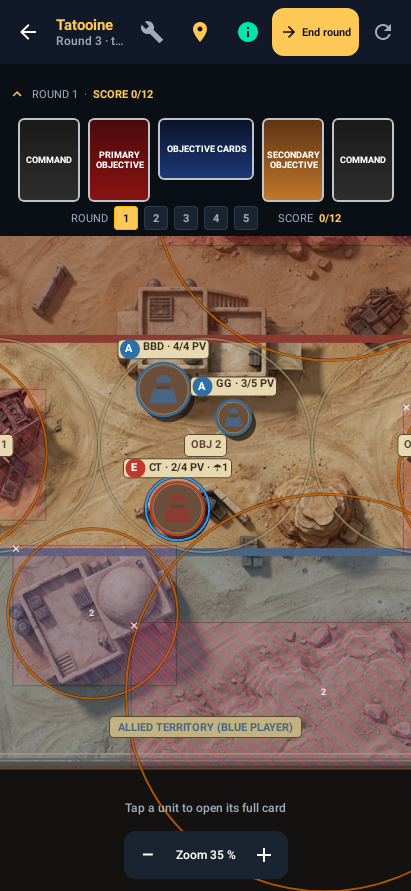 Tatooine
Round 3 · t…
End round
ROUND 1 · SCORE 0/12
COMMAND
PRIMARY
OBJECTIVE
OBJECTIVE CARDS
SECONDARY
OBJECTIVE
COMMAND
ROUND 1 2 3 4 5 SCORE 0/12
A BBD · 4/4 PV
A GG · 3/5 PV
1
OBJ 2
O
E CT · 2/4 PV · ☂1
2
2
ALLIED TERRITORY (BLUE PLAYER)
Tap a unit to open its full card
− Zoom 35 % +